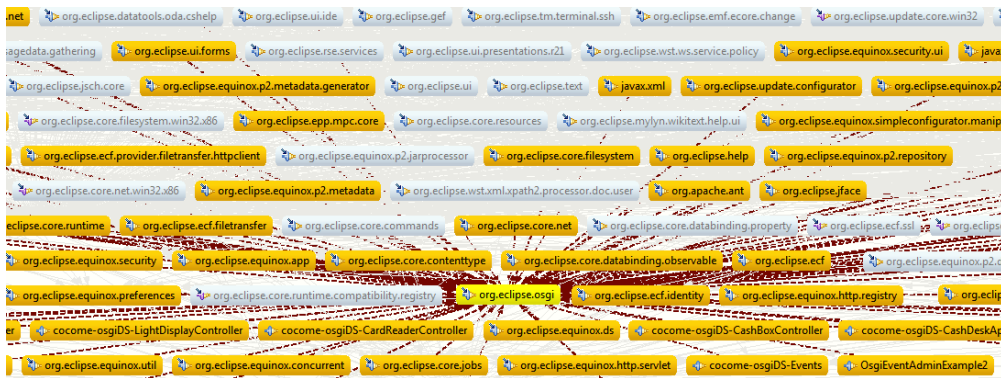 .net org.eclipse.datatools.oda.cshelp org.eclipse.ui.ide org.eclipse.gef org.eclipse.tm.terminal.ssh org.eclipse.emf.ecore.change org.eclipse.update.core.win32
sagedata.gathering org.eclipse.ui.forms org.eclipse.rse.services org.eclipse.ui.presentations.r21 org.eclipse.wst.ws.service.policy org.eclipse.equinox.security.ui java
org.eclipse.jsch.core org.eclipse.equinox.p2.metadata.generator org.eclipse.ui org.eclipse.text javax.xml org.eclipse.update.configurator org.eclipse.equinox.p2
org.eclipse.core.filesystem.win32.x86 org.eclipse.epp.mpc.core org.eclipse.core.resources org.eclipse.mylyn.wikitext.help.ui org.eclipse.equinox.simpleconfigurator.manip
org.eclipse.ecf.provider.filetransfer.httpclient org.eclipse.equinox.p2.jarprocessor org.eclipse.core.filesystem org.eclipse.help org.eclipse.equinox.p2.repository
org.eclipse.core.net.win32.x86 org.eclipse.equinox.p2.metadata org.eclipse.wst.xml.xpath2.processor.doc.user org.apache.ant org.eclipse.jface
eclipse.core.runtime org.eclipse.ecf.filetransfer org.eclipse.core.commands org.eclipse.core.net org.eclipse.core.databinding.property org.eclipse.ecf.ssl org.eclipse
org.eclipse.equinox.security org.eclipse.equinox.app org.eclipse.core.contenttype org.eclipse.core.databinding.observable org.eclipse.ecf org.eclipse.equinox.p2.c
org.eclipse.equinox.preferences org.eclipse.core.runtime.compatibility.registry org.eclipse.osgi org.eclipse.ecf.identity org.eclipse.equinox.http.registry org.eclip
er cocome-osgiDS-LightDisplayController cocome-osgiDS-CardReaderController org.eclipse.equinox.ds cocome-osgiDS-CashBoxController cocome-osgiDS-CashDeskAp
org.eclipse.equinox.util org.eclipse.equinox.concurrent org.eclipse.core.jobs org.eclipse.equinox.http.servlet cocome-osgiDS-Events OsgiEventAdminExample2